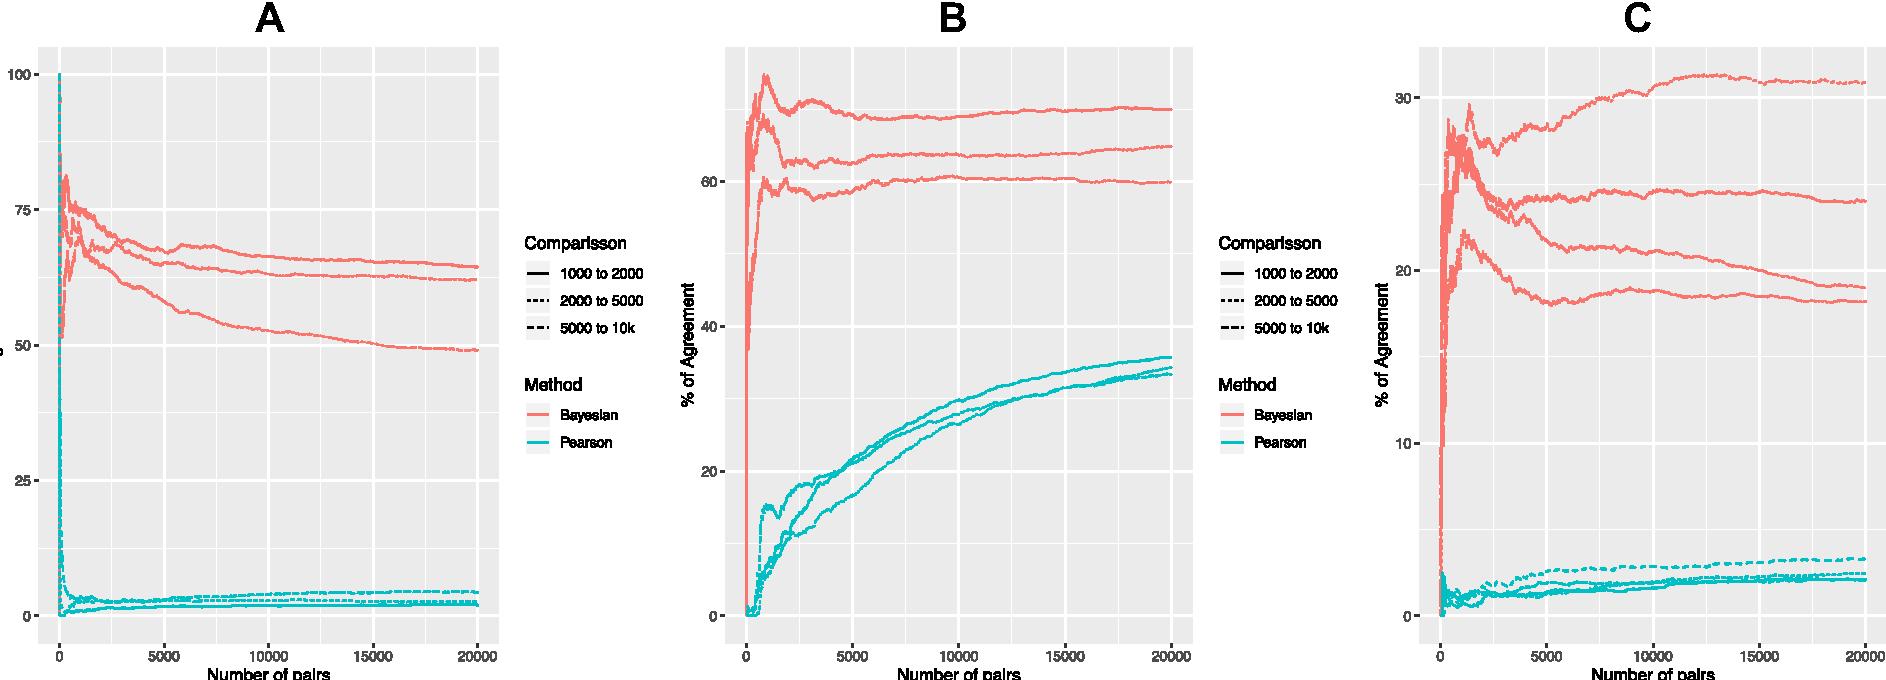 A
100
75
50
25
0
0 5000 10000 15000 20000
Number of pairs
Comparisson
1000 to 2000
2000 to 5000
5000 to 10k
Method
Bayesian
Pearson
B
% of Agreement
60
40
20
0
0 5000 10000 15000 20000
Number of pairs
Comparisson
1000 to 2000
2000 to 5000
5000 to 10k
Method
Bayesian
Pearson
C
% of Agreement
30
20
10
0
0 5000 10000 15000 20000
Number of pairs